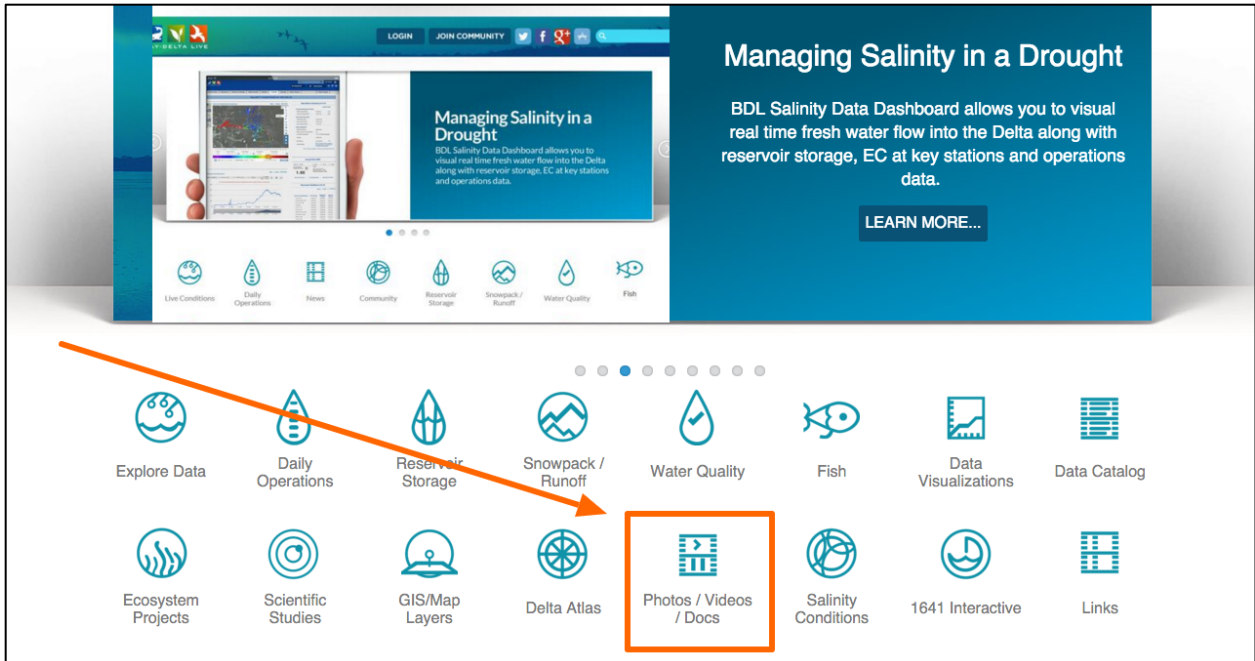 Y-DELTA LIVE
LOGIN
JOIN COMMUNITY
Managing Salinity in a
Drought
BDL Salinity Data Dashboard allows you to
visual real time fresh water flow into the Delta
along with reservoir storage, EC at key stations
and operations data.
Live Conditions
Daily
Operations
News
Community
Reservoir
Storage
Snowpack /
Runoff
Water Quality
Fish
Managing Salinity in a Drought
BDL Salinity Data Dashboard allows you to visual
real time fresh water flow into the Delta along with
reservoir storage, EC at key stations and operations
data.
LEARN MORE...
Explore Data
Daily
Operations
Reservoir
Storage
Snowpack /
Runoff
Water Quality
Fish
Data
Visualizations
Data Catalog
Ecosystem
Projects
Scientific
Studies
GIS/Map
Layers
Delta Atlas
Photos / Videos
/ Docs
Salinity
Conditions
1641 Interactive
Links